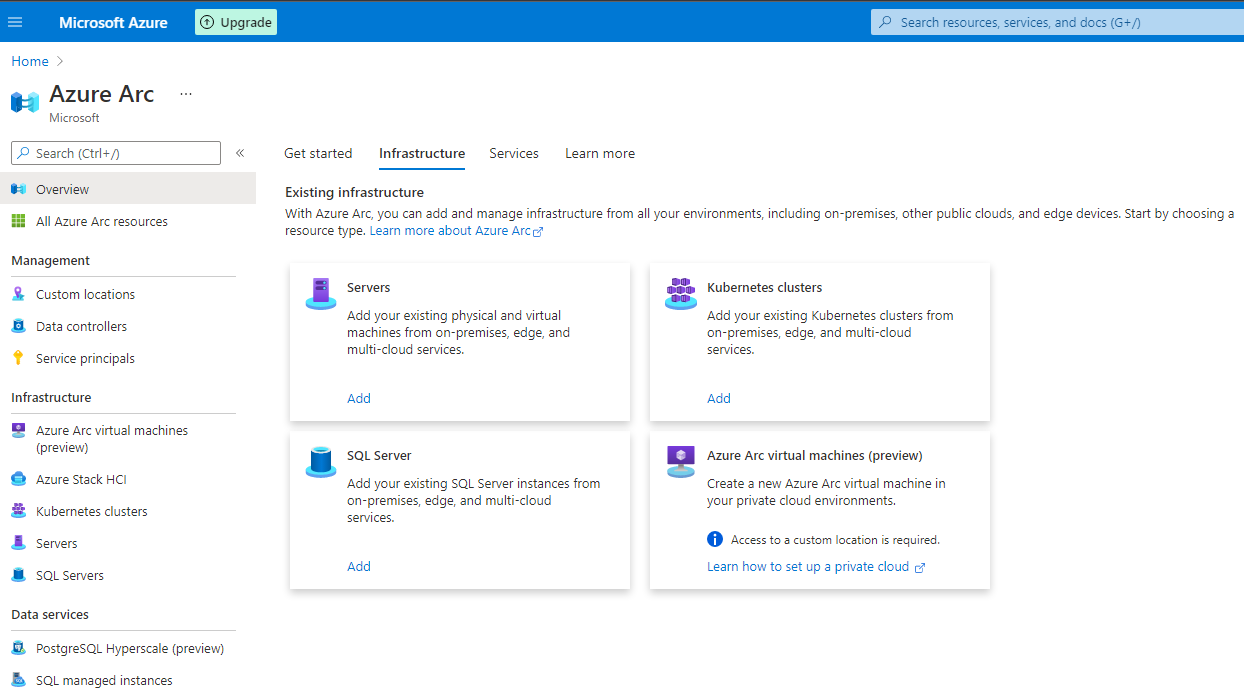 Microsoft Azure
Upgrade
Search resources, services, and docs (G+/)
Home
Azure Arc
...
Microsoft
Search (Ctrl+/)
«
Overview
All Azure Arc resources
Management
Custom locations
Data controllers
Service principals
Infrastructure
Azure Arc virtual machines
(preview)
Azure Stack HCI
Kubernetes clusters
Servers
SQL Servers
Data services
PostgreSQL Hyperscale (preview)
SQL managed instances
Get started
Infrastructure
Services
Learn more
Existing infrastructure
With Azure Arc, you can add and manage infrastructure from all your environments, including on-premises, other public clouds, and edge devices. Start by choosing a
resource type. Learn more about Azure Arc
Servers
Add your existing physical and virtual
machines from on-premises, edge, and
multi-cloud services.
Add
Kubernetes clusters
Add your existing Kubernetes clusters from
on-premises, edge, and multi-cloud
services.
Add
SQL Server
Add your existing SQL Server instances from
on-premises, edge, and multi-cloud
services.
Add
Azure Arc virtual machines (preview)
Create a new Azure Arc virtual machine in
your private cloud environments.
Access to a custom location is required.
Learn how to set up a private cloud